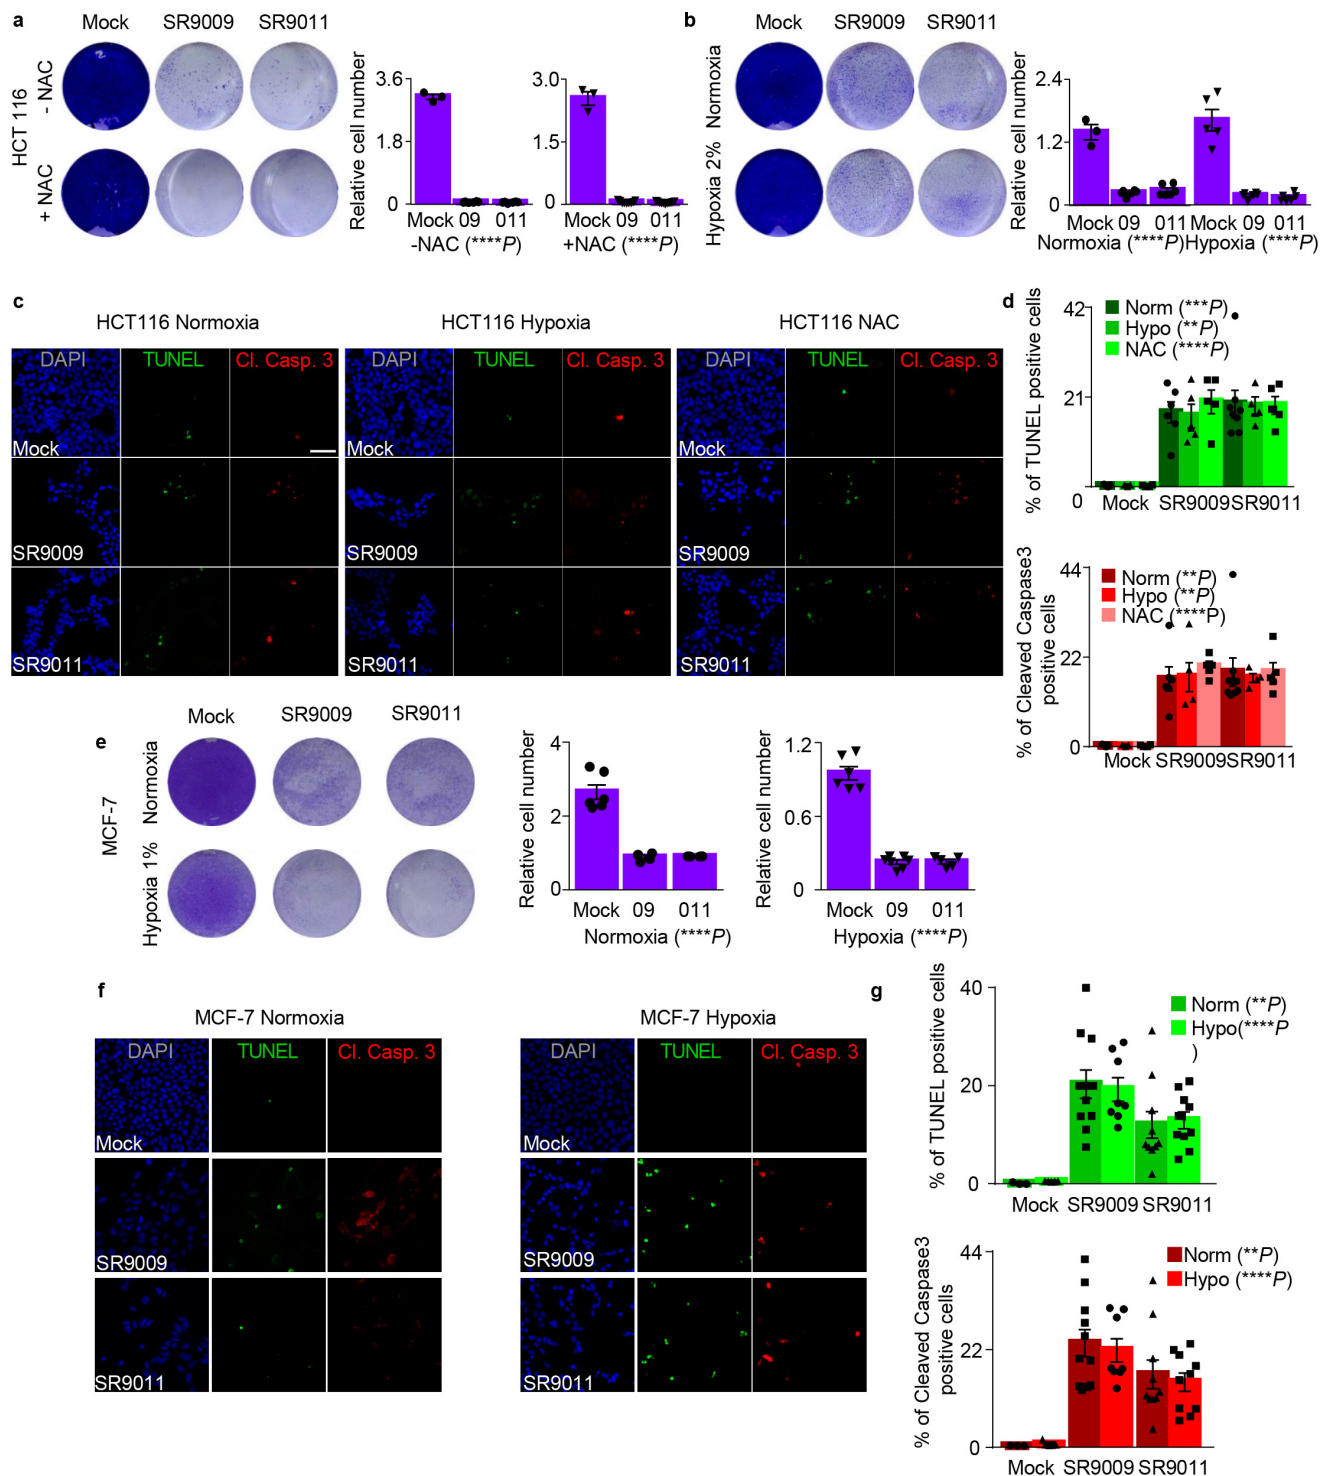 a
Mock SR9009 SR9011
HCT 116
- NAC
+ NAC
Relative cell number
3.6
1.8
0
Mock 09 011
-NAC (****P)
3.0
1.5
0
Mock 09 011
+NAC (****P)
b
Mock SR9009 SR9011
Normoxia
Hypoxia 2%
Relative cell number
2.4
1.2
0
Mock 09 011 Mock 09 011
Normoxia (****P) Hypoxia (****P)
c
HCT116 Normoxia
DAPI TUNEL Cl. Casp. 3
Mock
SR9009
SR9011
HCT116 Hypoxia
DAPI TUNEL Cl. Casp. 3
Mock
SR9009
SR9011
HCT116 NAC
DAPI TUNEL Cl. Casp. 3
Mock
SR9009
SR9011
d
% of TUNEL positive cells
42
21
0
Norm (***P)
Hypo (**P)
NAC (****P)
Mock SR9009 SR9011
% of Cleaved Caspase3
positive cells
44
22
0
Norm (**P)
Hypo (**P)
NAC (****P)
Mock SR9009 SR9011
e
Mock SR9009 SR9011
MCF-7
Normoxia
Hypoxia 1%
Relative cell number
4
2
0
Mock 09 011
Normoxia (****P)
Relative cell number
1.2
0.6
0
Mock 09 011
Hypoxia (****P)
f
MCF-7 Normoxia
DAPI TUNEL Cl. Casp. 3
Mock
SR9009
SR9011
MCF-7 Hypoxia
DAPI TUNEL Cl. Casp. 3
Mock
SR9009
SR9011
g
% of TUNEL positive cells
40
20
0
Norm (**P)
Hypo(****P
)
Mock SR9009 SR9011
% of Cleaved Caspase3
positive cells
44
22
0
Norm (**P)
Hypo (****P)
Mock SR9009 SR9011